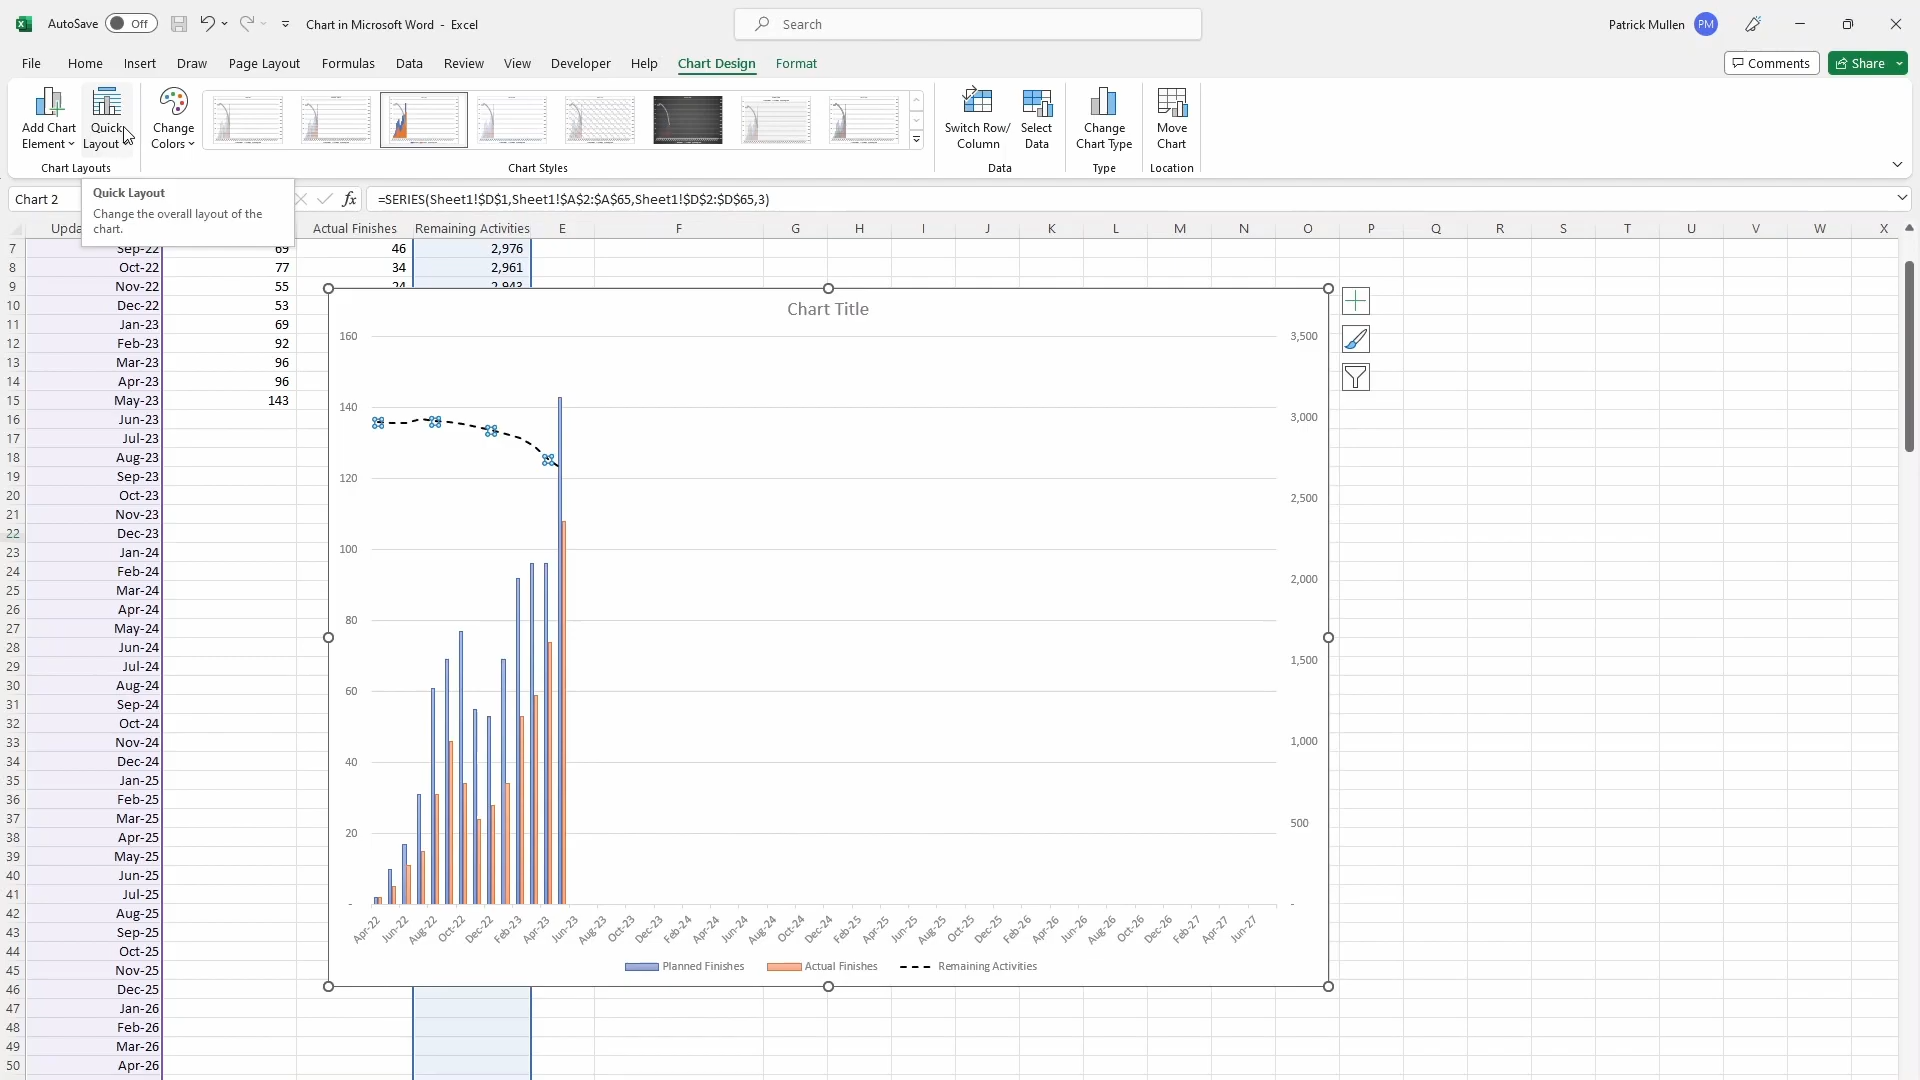 AutoSave Off Chart in Microsoft Word - Excel Search Patrick Mullen PM
File Home Insert Draw Page Layout Formulas Data Review View Developer Help Chart Design Format Comments Share
Add Chart Element
Quick Layout
Change Colors
Switch Row/ Column
Select Data
Change Chart Type
Move Chart
Chart Layouts Chart Styles Data Type Location
Chart 2 fx =SERIES(Sheet1!$D$1,Sheet1!$A$2:$A$65,Sheet1!$D$2:$D$65,3)
Quick Layout
Change the overall layout of the
chart.
Upda Actual Finishes Remaining Activities E F G H I J K L M N O P Q R S T U V W X
7 Sep-22 69 46 2,976
8 Oct-22 77 34 2,961
9 Nov-22 55 24 2,943
10 Dec-22 53
11 Jan-23 69
12 Feb-23 92
13 Mar-23 96
14 Apr-23 96
15 May-23 143
16 Jun-23
17 Jul-23
18 Aug-23
19 Sep-23
20 Oct-23
21 Nov-23
22 Dec-23
23 Jan-24
24 Feb-24
25 Mar-24
26 Apr-24
27 May-24
28 Jun-24
29 Jul-24
30 Aug-24
31 Sep-24
32 Oct-24
33 Nov-24
34 Dec-24
35 Jan-25
36 Feb-25
37 Mar-25
38 Apr-25
39 May-25
40 Jun-25
41 Jul-25
42 Aug-25
43 Sep-25
44 Oct-25
45 Nov-25
46 Dec-25
47 Jan-26
48 Feb-26
49 Mar-26
50 Apr-26
Chart Title
160 3,500
140 3,000
120 2,500
100 2,000
80 1,500
60 1,000
40 500
20
- -
Apr-22 Jun-22 Aug-22 Oct-22 Dec-22 Feb-23 Apr-23 Jun-23 Aug-23 Oct-23 Dec-23 Feb-24 Apr-24 Jun-24 Aug-24 Oct-24 Dec-24 Feb-25 Apr-25 Jun-25 Aug-25 Oct-25 Dec-25 Feb-26 Apr-26 Jun-26 Aug-26 Oct-26 Dec-26 Feb-27 Apr-27 Jun-27
Planned Finishes Actual Finishes Remaining Activities